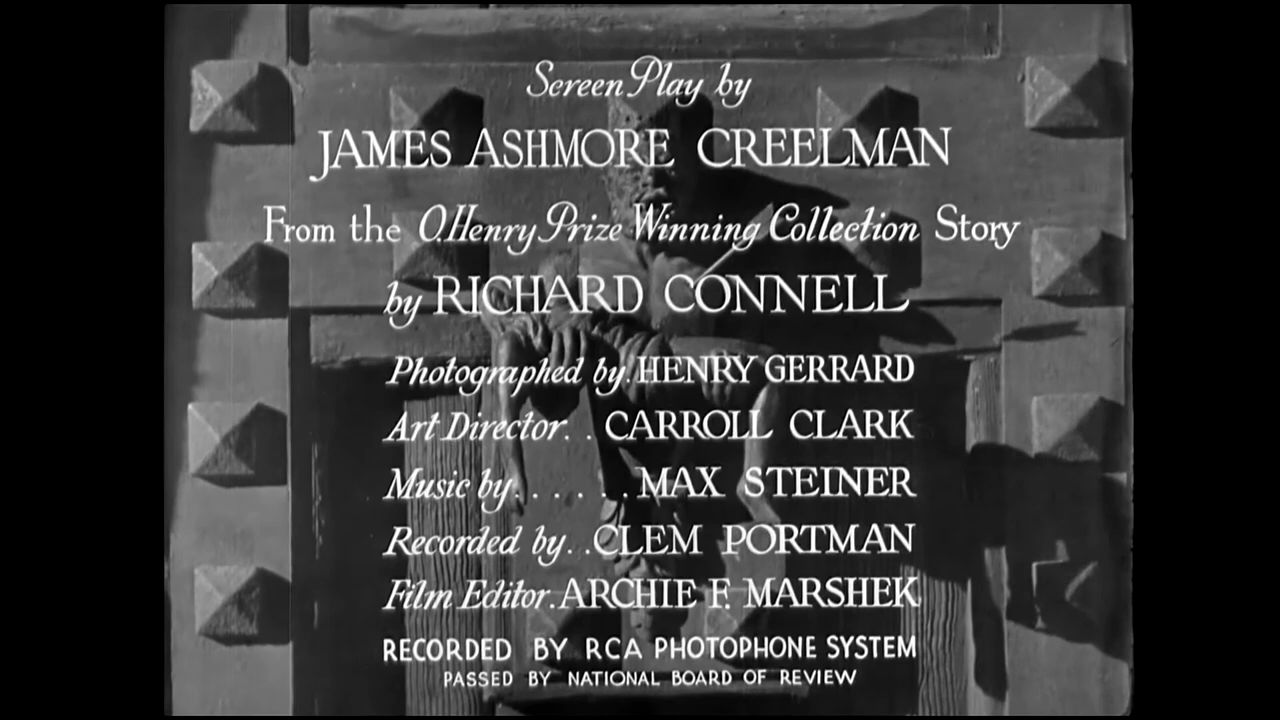 Screen Play by
JAMES ASHMORE CREELMAN
From the O.Henry Prize Winning Collection Story
by RICHARD CONNELL
Photographed by. HENRY GERRARD
Art Director. . CARROLL CLARK
Music by. . . . . . MAX STEINER
Recorded by. . CLEM PORTMAN
Film Editor. ARCHIE F. MARSHEK
RECORDED BY RCA PHOTOPHONE SYSTEM
PASSED BY NATIONAL BOARD OF REVIEW